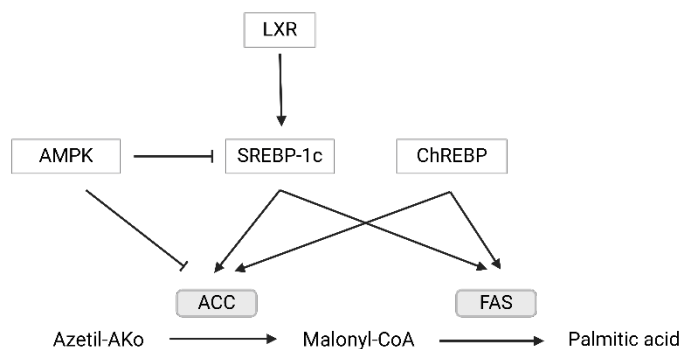 LXR
AMPK
SREBP-1c
ChREBP
ACC
FAS
Azetil-AKo
Malonyl-CoA
Palmitic acid